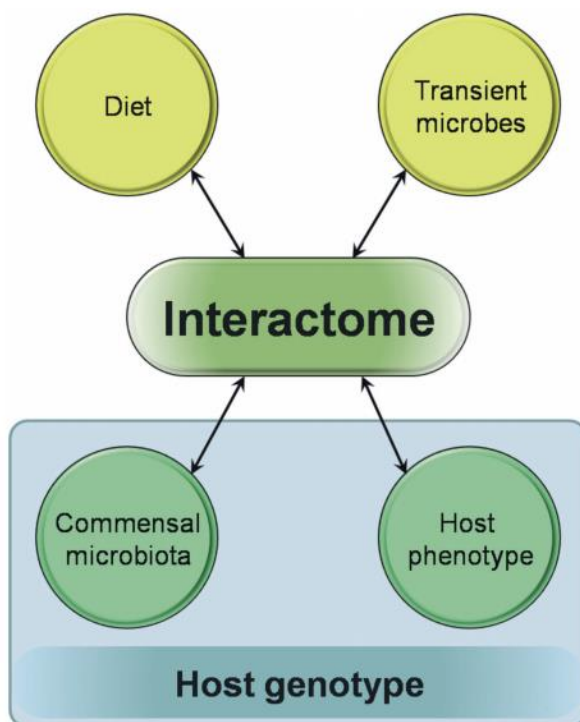 Diet
Transient
microbes
Interactome
Commensal
microbiota
Host
phenotype
Host genotype